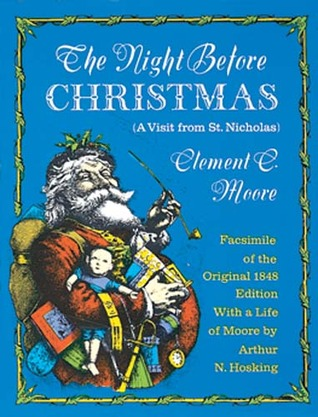 The Night Before
CHRISTMAS
(A Visit from St. Nicholas)
Clement C.
Moore
Facsimile
of the
Original 1848
Edition
With a Life
of Moore by
Arthur
N. Hosking